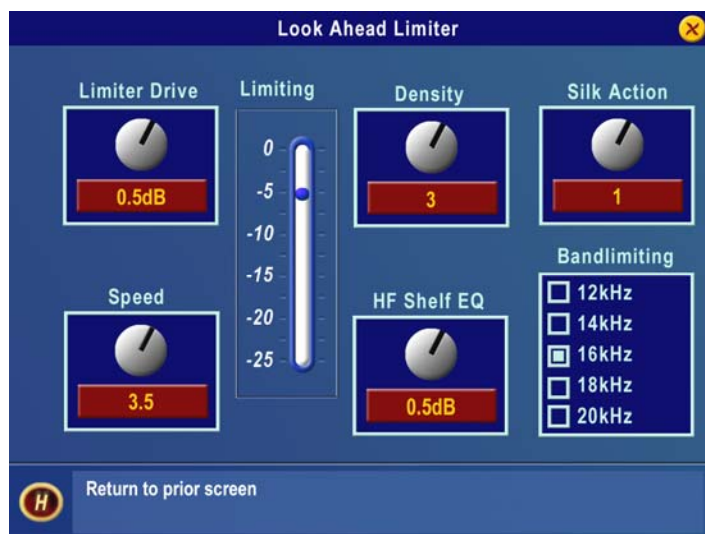 Look Ahead Limiter
Limiter Drive
0.5dB
Limiting
0
-5
-10
-15
-20
-25
Density
3
Silk Action
1
Speed
3.5
HF Shelf EQ
0.5dB
Bandlimiting
12kHz
14kHz
16kHz
18kHz
20kHz
H
Return to prior screen